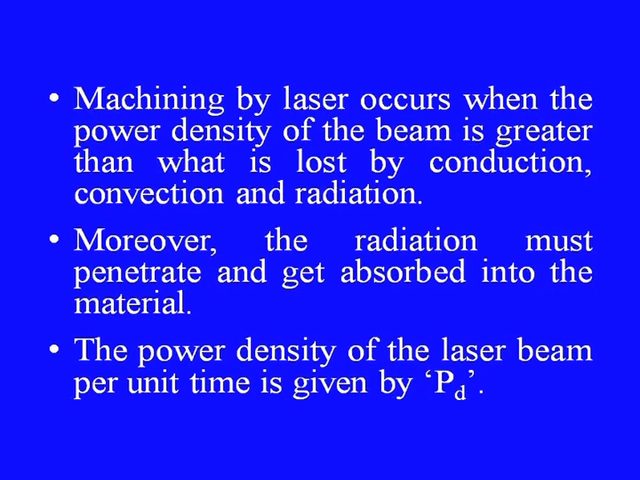 • Machining by laser occurs when the
power density of the beam is greater
than what is lost by conduction,
convection and radiation.
• Moreover, the radiation must
penetrate and get absorbed into the
material.
• The power density of the laser beam
per unit time is given by ‘Pd’.